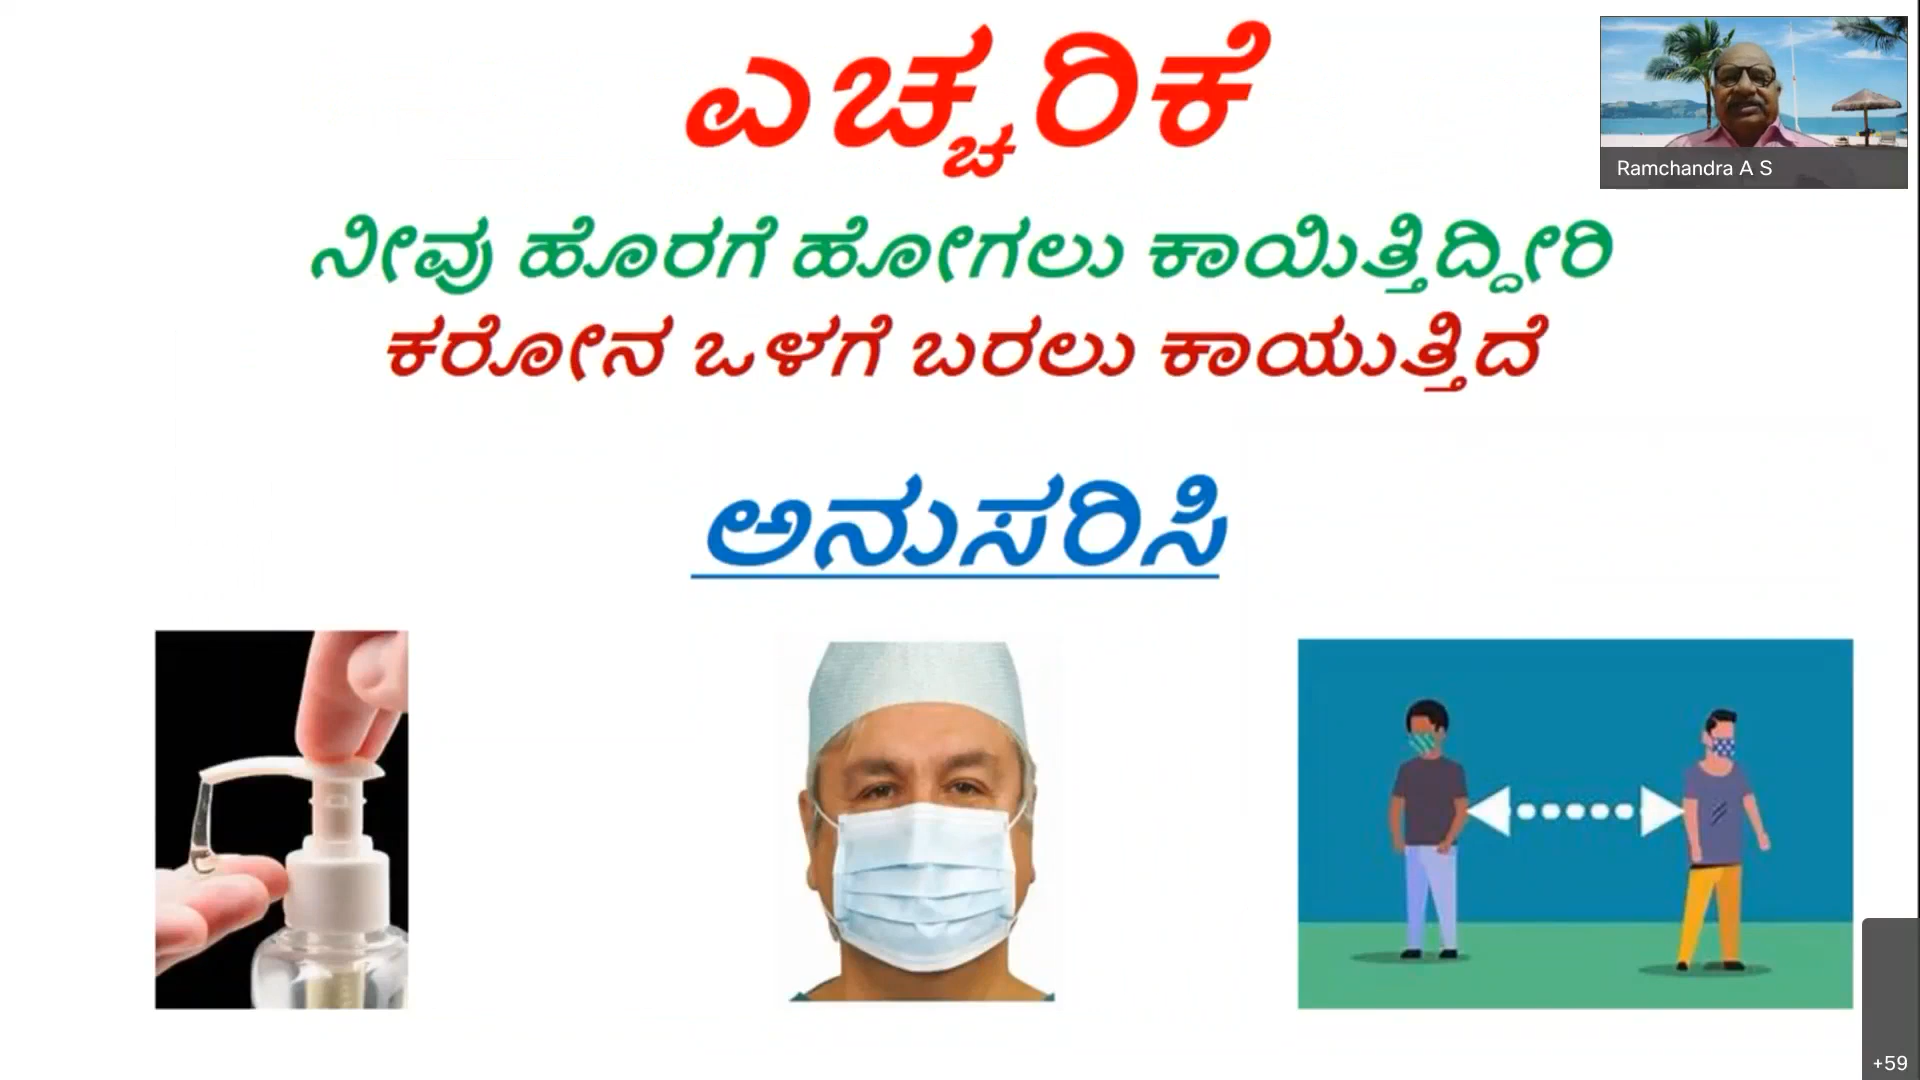 ಎಚ್ಚರಿಕೆ
Ramchandra A S
ನೀವು ಹೊರಗೆ ಹೋಗಲು ಕಾಯಿತ್ತಿದ್ದೀರಿ
ಕರೋನ ಒಳಗೆ ಬರಲು ಕಾಯುತ್ತಿದೆ
ಅನುಸರಿಸಿ
+59